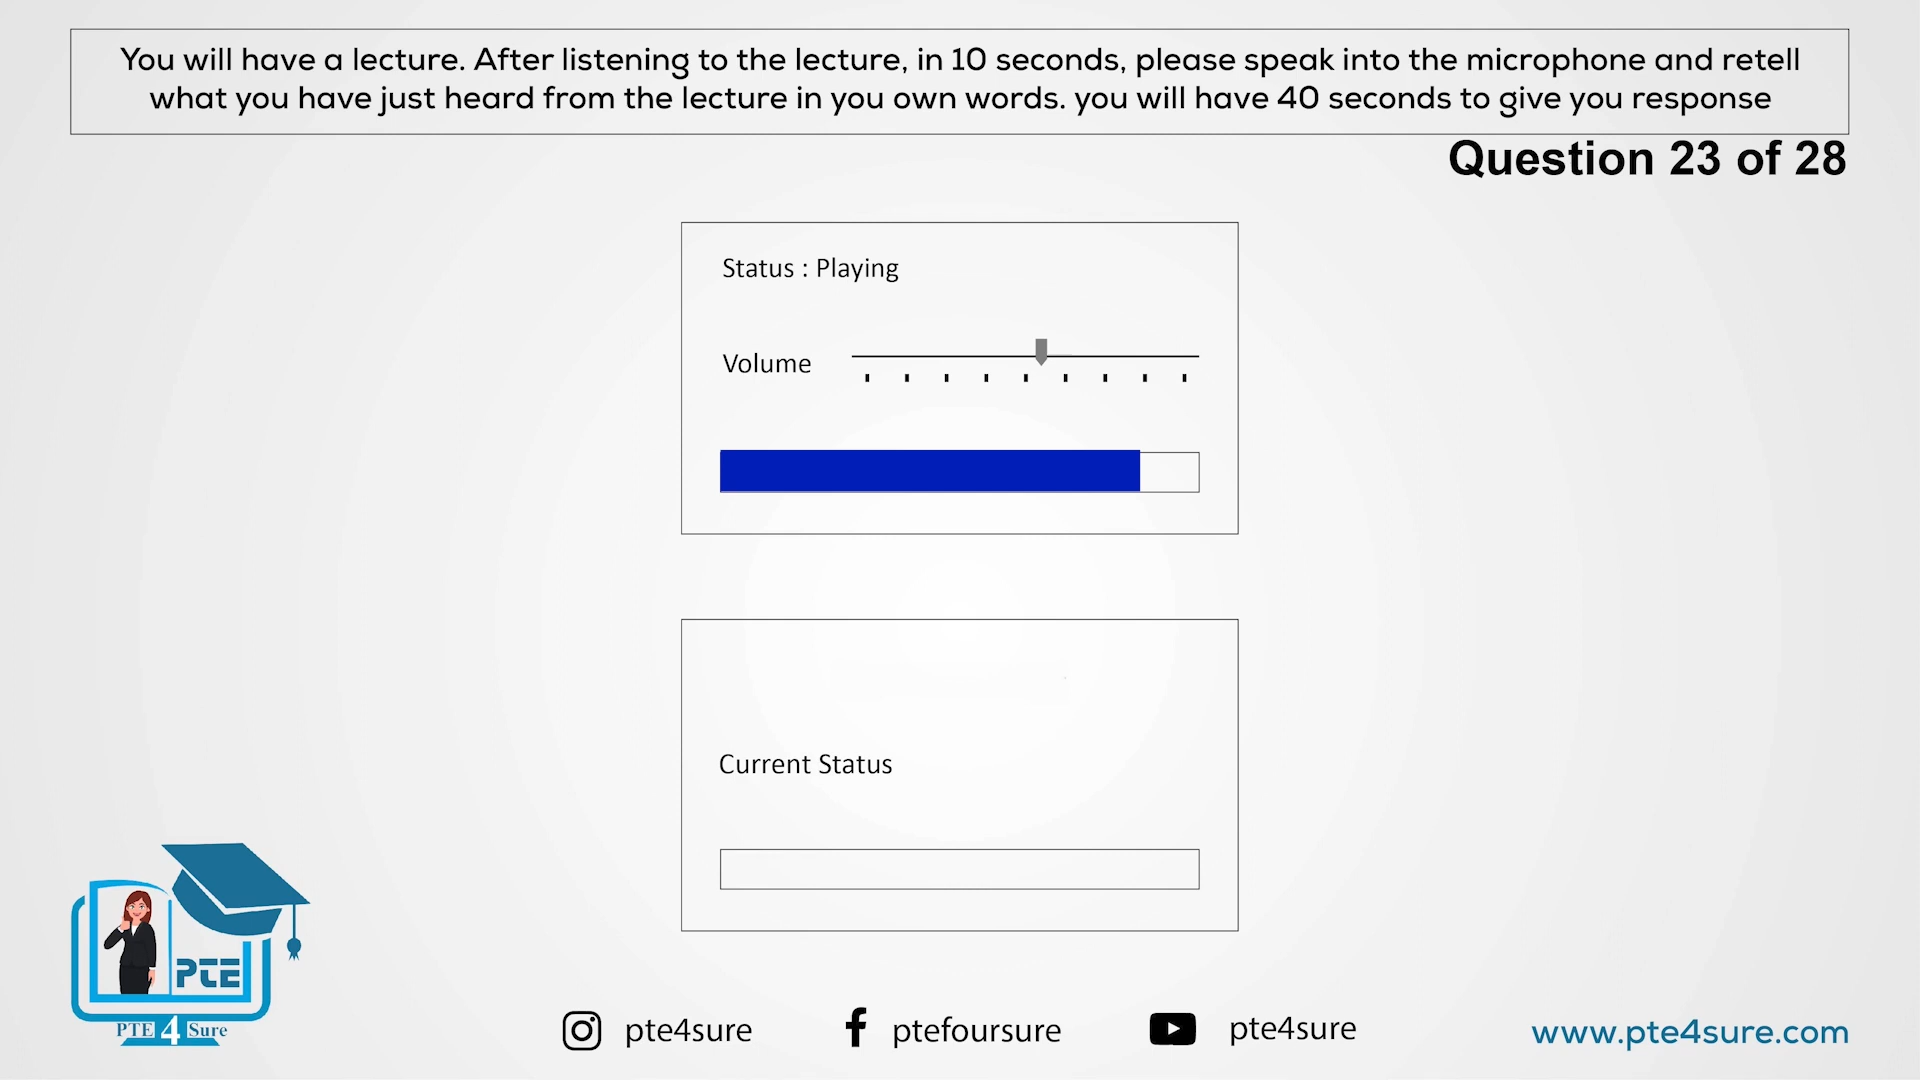 You will have a lecture. After listening to the lecture, in 10 seconds, please speak into the microphone and retell
what you have just heard from the lecture in you own words. you will have 40 seconds to give you response
Question 23 of 28
Status : Playing
Volume
Current Status
PTE
PTE 4 Sure
pte4sure
ptefoursure
pte4sure
www.pte4sure.com